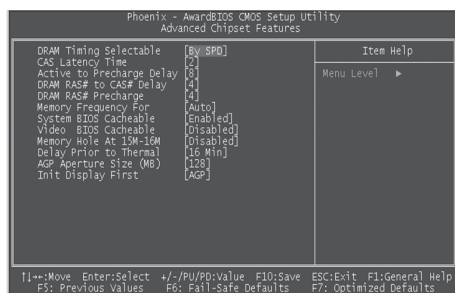 Phoenix - AwardBIOS CMOS Setup Utility
Advanced Chipset Features
DRAM Timing Selectable [By SPD]
CAS Latency Time [2]
Active to Precharge Delay [8]
DRAM RAS# to CAS# Delay [4]
DRAM RAS# Precharge [4]
Memory Frequency For [Auto]
System BIOS Cacheable [Enabled]
Video BIOS Cacheable [Disabled]
Memory Hole At 15M-16M [Disabled]
Delay Prior to Thermal [16 Min]
AGP Aperture Size (MB) [128]
Init Display First [AGP]
Item Help
Menu Level ►
↑↓→←:Move Enter:Select +/-/PU/PD:Value F10:Save ESC:Exit F1:General Help
F5: Previous Values F6: Fail-Safe Defaults F7: Optimized Defaults